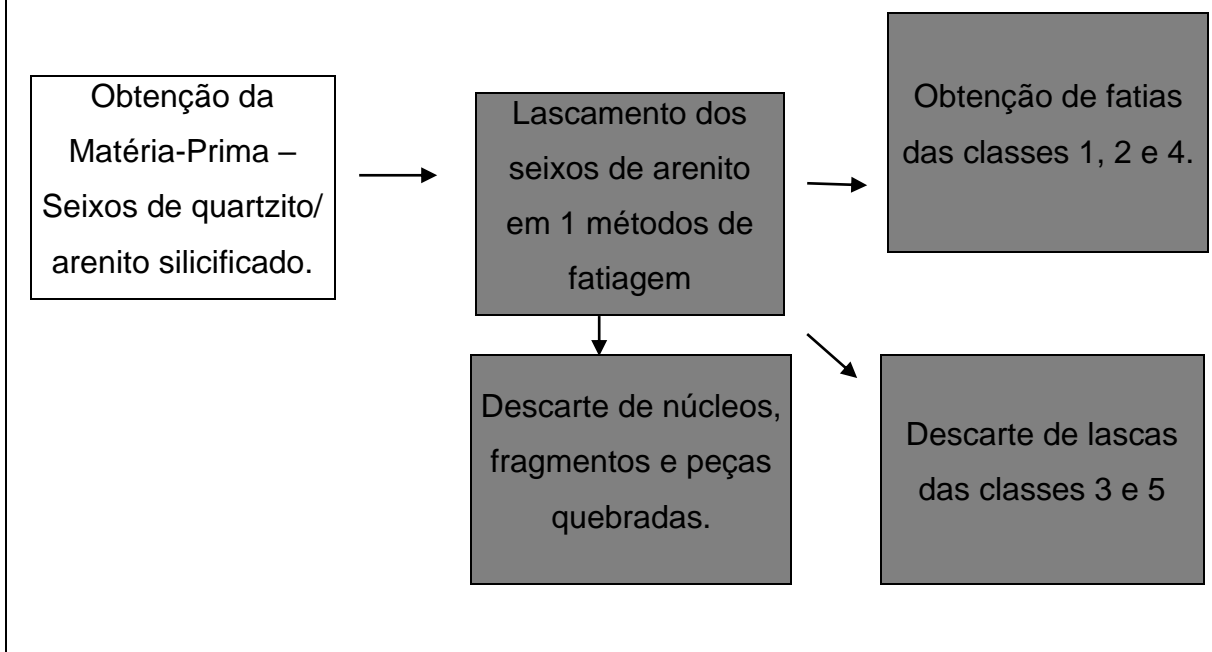 Obtenção da
Matéria-Prima –
Seixos de quartzito/
arenito silicificado.
Lascamento dos
seixos de arenito
em 1 métodos de
fatiagem
Obtenção de fatias
das classes 1, 2 e 4.
Descarte de núcleos,
fragmentos e peças
quebradas.
Descarte de lascas
das classes 3 e 5